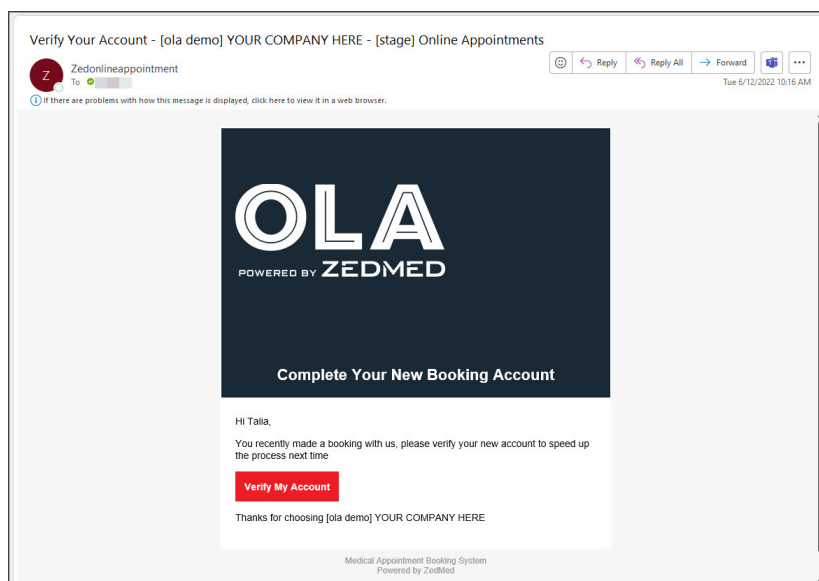 Verify Your Account - [ola demo] YOUR COMPANY HERE - [stage] Online Appointments
Z
Zedonlineappointment
To
Reply
Reply All
Forward
Tue 6/12/2022 10:16 AM
If there are problems with how this message is displayed, click here to view it in a web browser.
OLA
POWERED BY ZEDMED
Complete Your New Booking Account
Hi Talia,
You recently made a booking with us, please verify your new account to speed up
the process next time
Verify My Account
Thanks for choosing [ola demo] YOUR COMPANY HERE
Medical Appointment Booking System
Powered by ZedMed